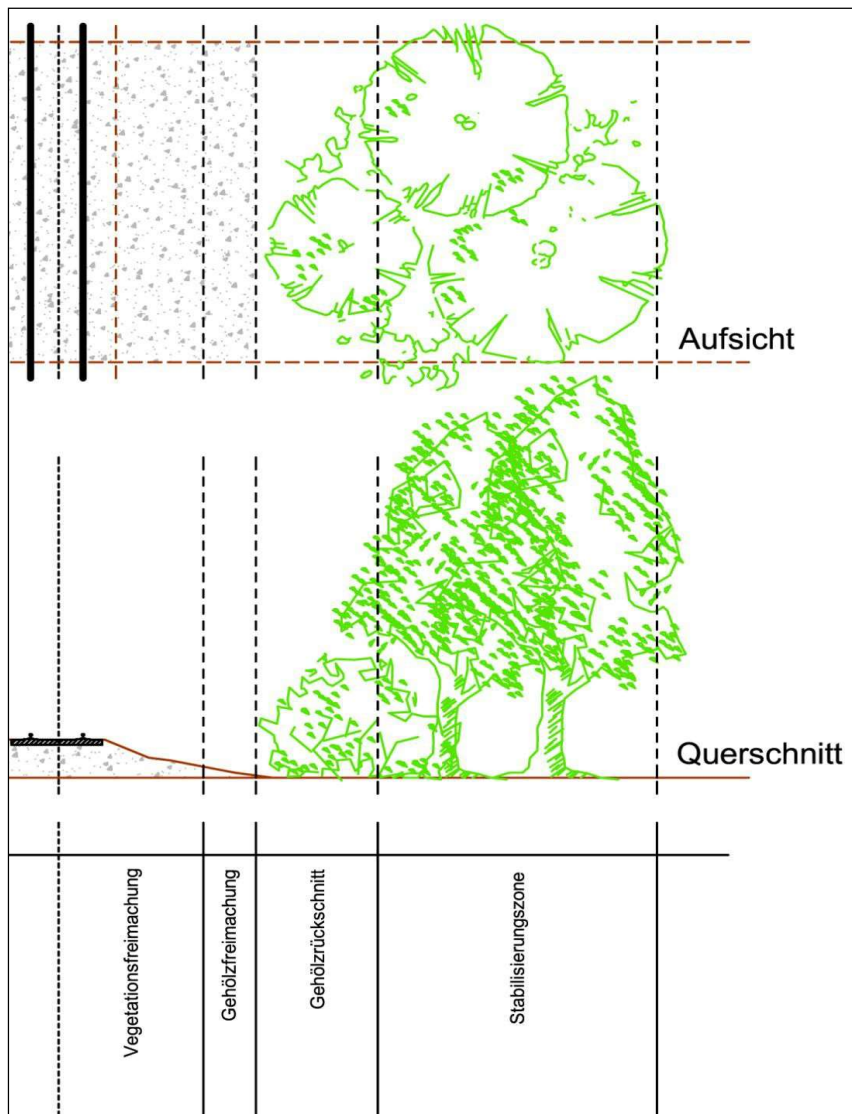 Aufsicht
Querschnitt
Vegetationsfreimachung
Gehölzfreimachung
Gehölzrückschnitt
Stabilisierungszone